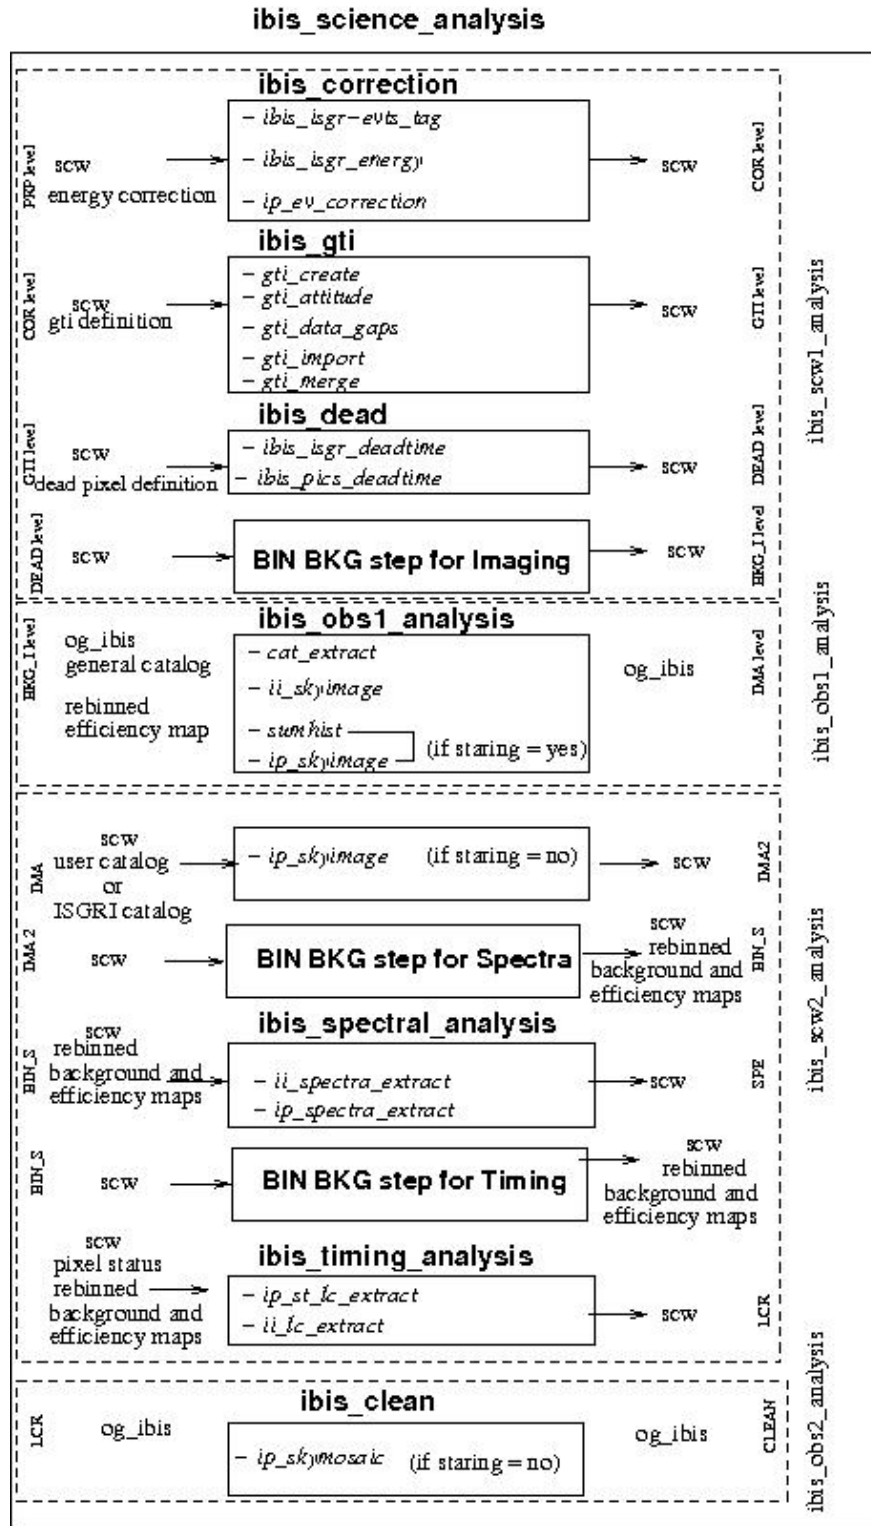 ibis_science_analysis
ibis_correction
PRP level
scw
energy correction
– ibis_isgr–evts_tag
– ibis_isgr_energy
– ip_ev_correction
scw
COR level
ibis_gti
COR level
scw
gti definition
– gti_create
– gti_attitude
– gti_data_gaps
– gti_import
– gti_merge
scw
GTI level
ibis_scw1_analysis
ibis_dead
GTI level
scw
dead pixel definition
– ibis_isgr_deadtime
– ibis_pics_deadtime
scw
DEAD level
DEAD level
scw
BIN BKG step for Imaging
scw
BKG_I level
ibis_obs1_analysis
BKG_I level
og_ibis
general catalog
rebinned
efficiency map
– cat_extract
– ii_skyimage
– sumhist
– ip_skyimage
(if staring = yes)
og_ibis
IMA level
ibis_obs1_analysis
IMA
scw
user catalog
or
ISGRI catalog
– ip_skyimage (if staring = no)
scw
IMA2
IMA2
scw
BIN BKG step for Spectra
scw
rebinned
background and
efficiency maps
BIN_S
ibis_scw2_analysis
ibis_spectral_analysis
BIN_S
scw
rebinned
background and
efficiency maps
– ii_spectra_extract
– ip_spectra_extract
scw
SPE
BIN_S
scw
BIN BKG step for Timing
scw
rebinned
background and
efficiency maps
ibis_timing_analysis
scw
pixel status
rebinned
background and
efficiency maps
– ip_st_lc_extract
– ii_lc_extract
scw
LCR
ibis_clean
LCR
og_ibis
– ip_skymosaic (if staring = no)
og_ibis
CLEAN
ibis_obs2_analysis